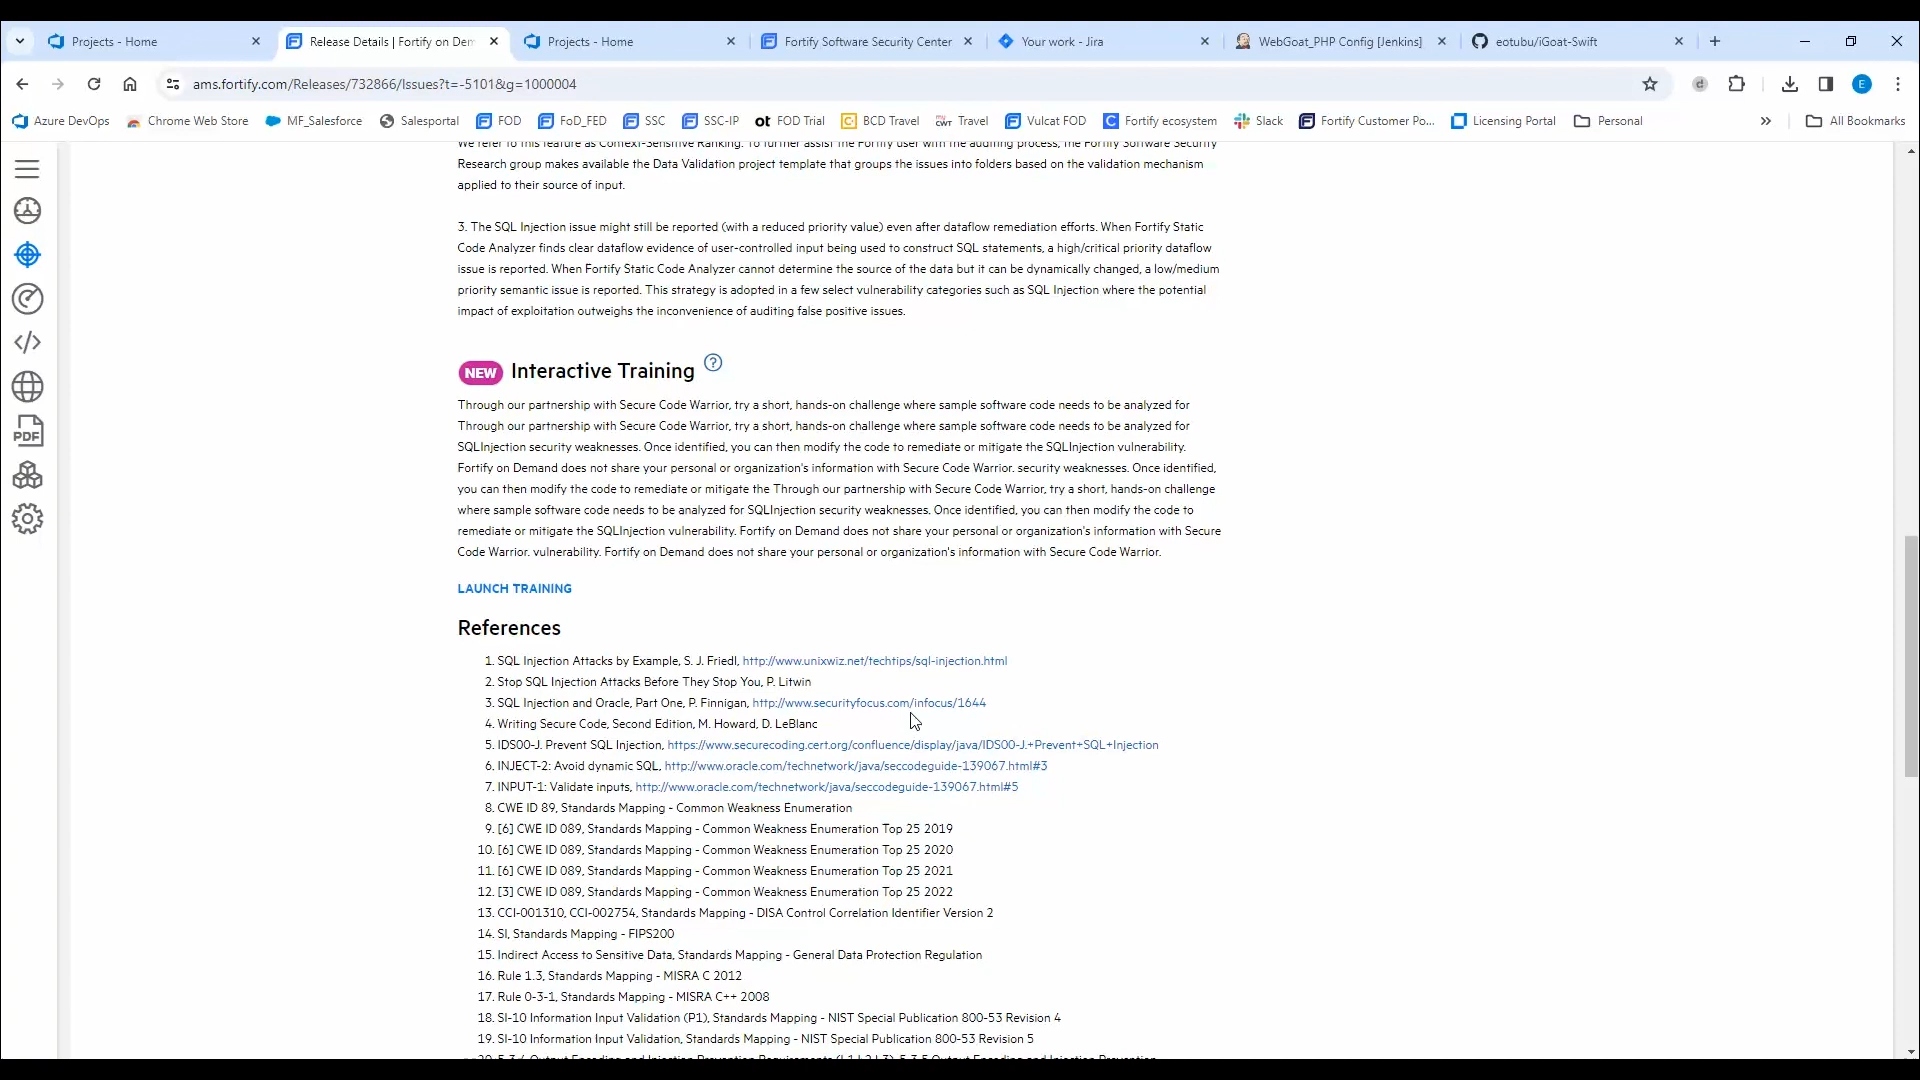 Projects - Home
Release Details | Fortify on Dem
Projects - Home
Fortify Software Security Center
Your work - Jira
WebGoat_PHP Config [Jenkins]
eotubu/iGoat-Swift
ams.fortify.com/Releases/732866/Issues?t=-5101&g=1000004
d
E
Azure DevOps
Chrome Web Store
MF_Salesforce
Salesportal
FOD
FoD_FED
SSC
SSC-IP
ot FOD Trial
BCD Travel
my CWT Travel
Vulcat FOD
Fortify ecosystem
Slack
Fortify Customer Po...
Licensing Portal
Personal
»
All Bookmarks
We refer to this feature as Context-Sensitive Ranking. To further assist the Fortify user with the auditing process, the Fortify Software Security
Research group makes available the Data Validation project template that groups the issues into folders based on the validation mechanism
applied to their source of input.
3. The SQL Injection issue might still be reported (with a reduced priority value) even after dataflow remediation efforts. When Fortify Static
Code Analyzer finds clear dataflow evidence of user-controlled input being used to construct SQL statements, a high/critical priority dataflow
issue is reported. When Fortify Static Code Analyzer cannot determine the source of the data but it can be dynamically changed, a low/medium
priority semantic issue is reported. This strategy is adopted in a few select vulnerability categories such as SQL Injection where the potential
impact of exploitation outweighs the inconvenience of auditing false positive issues.
NEW Interactive Training ?
Through our partnership with Secure Code Warrior, try a short, hands-on challenge where sample software code needs to be analyzed for
Through our partnership with Secure Code Warrior, try a short, hands-on challenge where sample software code needs to be analyzed for
SQLInjection security weaknesses. Once identified, you can then modify the code to remediate or mitigate the SQLInjection vulnerability.
Fortify on Demand does not share your personal or organization's information with Secure Code Warrior. security weaknesses. Once identified,
you can then modify the code to remediate or mitigate the Through our partnership with Secure Code Warrior, try a short, hands-on challenge
where sample software code needs to be analyzed for SQLInjection security weaknesses. Once identified, you can then modify the code to
remediate or mitigate the SQLInjection vulnerability. Fortify on Demand does not share your personal or organization's information with Secure
Code Warrior. vulnerability. Fortify on Demand does not share your personal or organization's information with Secure Code Warrior.
LAUNCH TRAINING
References
1. SQL Injection Attacks by Example, S. J. Friedl, http://www.unixwiz.net/techtips/sql-injection.html
2. Stop SQL Injection Attacks Before They Stop You, P. Litwin
3. SQL Injection and Oracle, Part One, P. Finnigan, http://www.securityfocus.com/infocus/1644
4. Writing Secure Code, Second Edition, M. Howard, D. LeBlanc
5. IDS00-J. Prevent SQL Injection, https://www.securecoding.cert.org/confluence/display/java/IDS00-J.+Prevent+SQL+Injection
6. INJECT-2: Avoid dynamic SQL, http://www.oracle.com/technetwork/java/seccodeguide-139067.html#3
7. INPUT-1: Validate inputs, http://www.oracle.com/technetwork/java/seccodeguide-139067.html#5
8. CWE ID 89, Standards Mapping - Common Weakness Enumeration
9. [6] CWE ID 089, Standards Mapping - Common Weakness Enumeration Top 25 2019
10. [6] CWE ID 089, Standards Mapping - Common Weakness Enumeration Top 25 2020
11. [6] CWE ID 089, Standards Mapping - Common Weakness Enumeration Top 25 2021
12. [3] CWE ID 089, Standards Mapping - Common Weakness Enumeration Top 25 2022
13. CCI-001310, CCI-002754, Standards Mapping - DISA Control Correlation Identifier Version 2
14. SI, Standards Mapping - FIPS200
15. Indirect Access to Sensitive Data, Standards Mapping - General Data Protection Regulation
16. Rule 1.3, Standards Mapping - MISRA C 2012
17. Rule 0-3-1, Standards Mapping - MISRA C++ 2008
18. SI-10 Information Input Validation (P1), Standards Mapping - NIST Special Publication 800-53 Revision 4
19. SI-10 Information Input Validation, Standards Mapping - NIST Special Publication 800-53 Revision 5
PDF